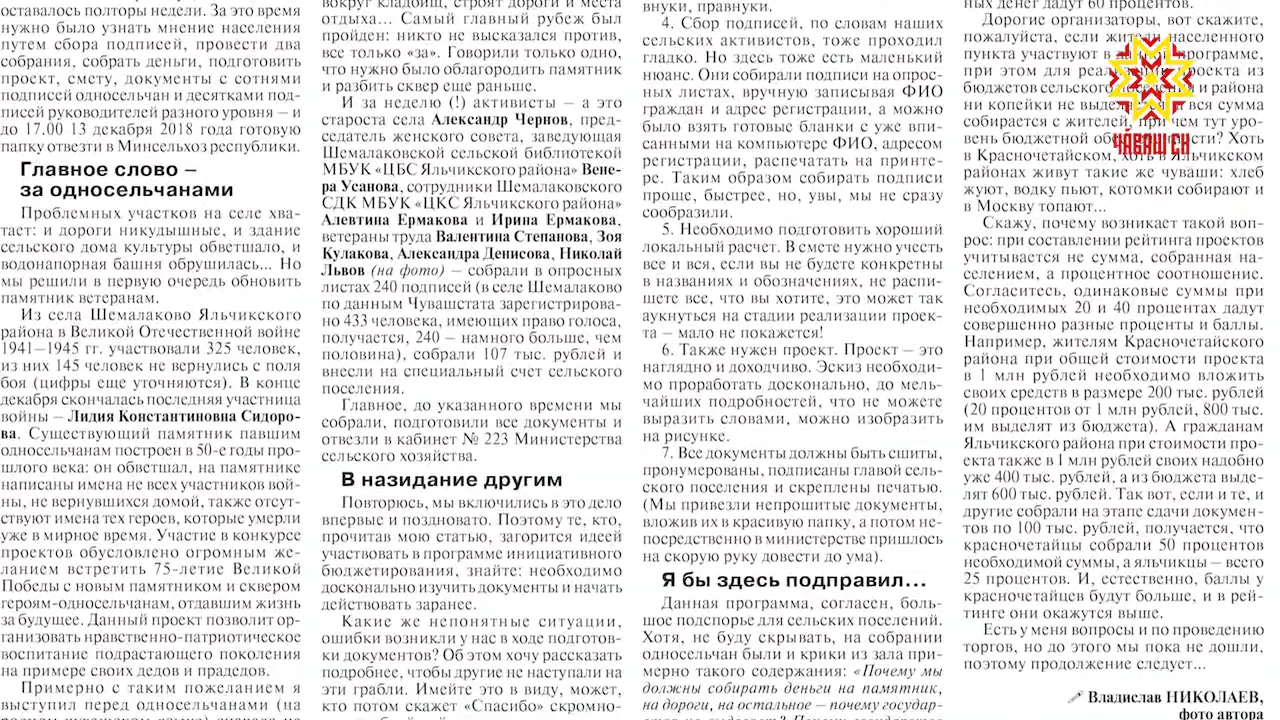 оставалось полторы недели. За это время
нужно было узнать мнение населения
путем сбора подписей, провести два
собрания, собрать деньги, подготовить
проект, смету, документы с сотнями
подписей односельчан и десятками под-
писей руководителей разного уровня – и
до 17.00 13 декабря 2018 года готовую
папку отвезти в Минсельхоз республики.
Главное слово –
за односельчанами
Проблемных участков на селе хва-
тает: и дороги никудышные, и здание
сельского дома культуры обветшало, и
водонапорная башня обрушилась... Но
мы решили в первую очередь обновить
памятник ветеранам.
Из села Шемалаково Яльчикского
района в Великой Отечественной войне
1941–1945 гг. участвовали 325 человек,
из них 145 человек не вернулись с поля
боя (цифры еще уточняются). В конце
декабря скончалась последняя участница
войны – Лидия Константиновна Сидоро-
ва. Существующий памятник павшим
односельчанам построен в 50-е годы про-
шлого века: он обветшал, на памятнике
написаны имена не всех участников вой-
ны, не вернувшихся домой, также отсут-
ствуют имена тех героев, которые умерли
уже в мирное время. Участие в конкурсе
проектов обусловлено огромным же-
ланием встретить 75-летие Великой
Победы с новым памятником и сквером
героям-односельчанам, отдавшим жизнь
за будущее. Данный проект позволит ор-
ганизовать нравственно-патриотическое
воспитание подрастающего поколения
на примере своих дедов и прадедов.
Примерно с таким пожеланием я
выступил перед односельчанами (на
вокруг кладбищ, строят дороги и места
отдыха... Самый главный рубеж был
пройден: никто не высказался против,
все только «за». Говорили только одно,
что нужно было облагородить памятник
и разбить сквер еще раньше.
И за неделю (!) активисты – а это
староста села Александр Чернов, пред-
седатель женского совета, заведующая
Шемалаковской сельской библиотекой
МБУК «ЦБС Яльчикского района» Вене-
ра Усанова, сотрудники Шемалаковского
СДК МБУК «ЦКС Яльчикского района»
Алевтина Ермакова и Ирина Ермакова,
ветераны труда Валентина Степанова, Зоя
Кулакова, Александра Денисова, Николай
Львов (на фото) – собрали в опросных
листах 240 подписей (в селе Шемалаково
по данным Чувашстата зарегистрирова-
но 433 человека, имеющих право голоса,
получается, 240 – намного больше, чем
половина), собрали 107 тыс. рублей и
внесли на специальный счет сельского
поселения.
Главное, до указанного времени мы
собрали, подготовили все документы и
отвезли в кабинет № 223 Министерства
сельского хозяйства.
В назидание другим
Повторюсь, мы включились в это дело
впервые и поздновато. Поэтому те, кто,
прочитав мою статью, загорится идеей
участвовать в программе инициативного
бюджетирования, знайте: необходимо
досконально изучить документы и начать
действовать заранее.
Какие же непонятные ситуации,
ошибки возникли у нас в ходе подготов-
ки документов? Об этом хочу рассказать
подробнее, чтобы другие не наступали на
эти грабли. Имейте это в виду, может,
кто потом скажет «Спасибо» скромно-
внуки, правнуки.
4. Сбор подписей, по словам наших
сельских активистов, тоже проходил
гладко. Но здесь тоже есть маленький
нюанс. Они собирали подписи на опрос-
ных листах, вручную записывая ФИО
граждан и адрес регистрации, а можно
было взять готовые бланки с уже впи-
санными на компьютере ФИО, адресом
регистрации, распечатать на принте-
ре. Таким образом собирать подписи
проще, быстрее, но, увы, мы не сразу
сообразили.
5. Необходимо подготовить хороший
локальный расчет. В смете нужно учесть
все и вся, если вы не будете конкретны
в названиях и обозначениях, не распи-
шете все, что вы хотите, это может так
аукнуться на стадии реализации проек-
та – мало не покажется!
6. Также нужен проект. Проект – это
наглядно и доходчиво. Эскиз необходи-
мо проработать досконально, до мель-
чайших подробностей, что не можете
выразить словами, можно изобразить
на рисунке.
7. Все документы должны быть сшиты,
пронумерованы, подписаны главой сель-
ского поселения и скреплены печатью.
(Мы привезли непрошитые документы,
вложив их в красивую папку, а потом не-
посредственно в министерстве пришлось
на скорую руку довести до ума).
Я бы здесь подправил...
Данная программа, согласен, боль-
шое подспорье для сельских поселений.
Хотя, не буду скрывать, на собрании
односельчан были и крики из зала при-
мерно такого содержания: «Почему мы
должны собирать деньги на памятник,
на дороги, на остальное – почему государ-
ных денег дадут 60 процентов.
Дорогие организаторы, вот скажите,
пожалуйста, если жители населенного
пункта участвуют в данной программе,
при этом для реализации проекта из
бюджетов сельского поселения и района
ни копейки не выделяется и вся сумма
собирается с жителей, при чем тут уро-
вень бюджетной обеспеченности? Хоть
в Красночетайском, хоть в Яльчикском
районах живут такие же чуваши: хлеб
жуют, водку пьют, котомки собирают и
в Москву топают...
Скажу, почему возникает такой воп-
рос: при составлении рейтинга проектов
учитывается не сумма, собранная на-
селением, а процентное соотношение.
Согласитесь, одинаковые суммы при
необходимых 20 и 40 процентах дадут
совершенно разные проценты и баллы.
Например, жителям Красночетайского
района при общей стоимости проекта
в 1 млн рублей необходимо вложить
своих средств в размере 200 тыс. рублей
(20 процентов от 1 млн рублей, 800 тыс.
им выделят из бюджета). А гражданам
Яльчикского района при стоимости про-
екта также в 1 млн рублей своих надобно
уже 400 тыс. рублей, а из бюджета выде-
лят 600 тыс. рублей. Так вот, если и те, и
другие собрали на этапе сдачи докумен-
тов по 100 тыс. рублей, получается, что
красночетайцы собрали 50 процентов
необходимой суммы, а яльчикцы – всего
25 процентов. И, естественно, баллы у
красночетайцев будут больше, и в рей-
тинге они окажутся выше.
Есть у меня вопросы и по проведению
торгов, но до этого мы пока не дошли,
поэтому продолжение следует...
Владислав НИКОЛАЕВ,
фото автора
ЧӐВАШ ЕН